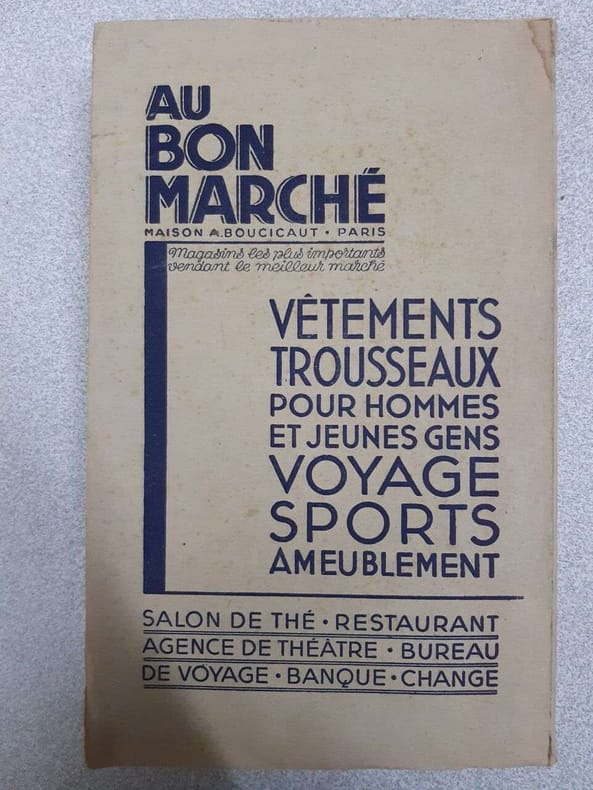 AU
BON
MARCHÉ
MAISON A.BOUCICAUT • PARIS
Magasins les plus importants
vendant le meilleur marché
VÊTEMENTS
TROUSSEAUX
POUR HOMMES
ET JEUNES GENS
VOYAGE
SPORTS
AMEUBLEMENT
SALON DE THÉ • RESTAURANT
AGENCE DE THÉÂTRE • BUREAU
DE VOYAGE • BANQUE • CHANGE